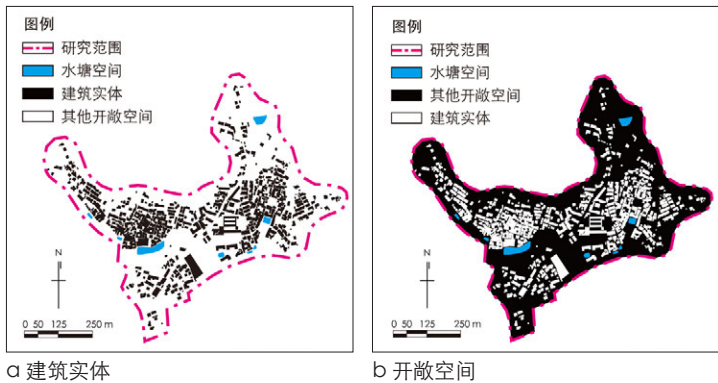 图例
研究范围
水塘空间
建筑实体
其他开敞空间
N
0 50 125 250 m
a 建筑实体
图例
研究范围
水塘空间
其他开敞空间
建筑实体
N
0 50 125 250 m
b 开敞空间